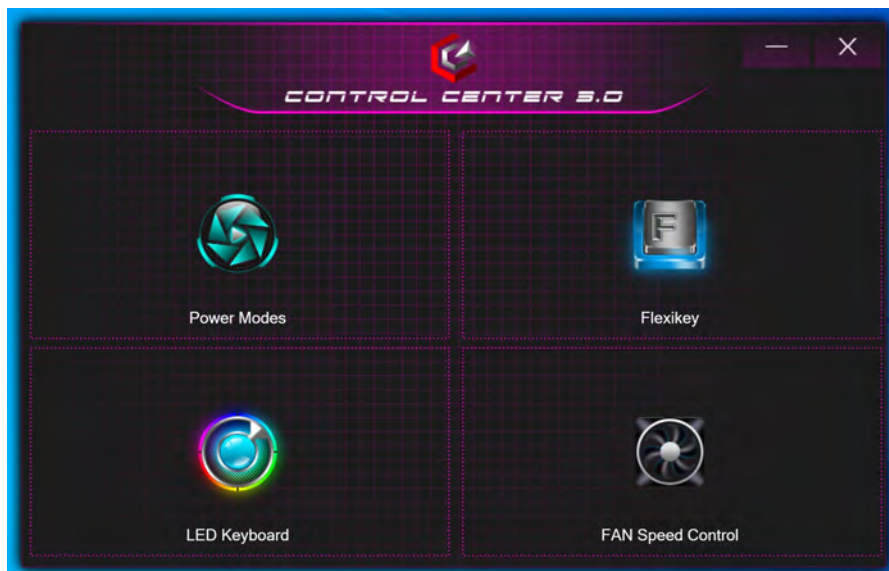 CONTROL CENTER 3.0
Power Modes
Flexikey
F
LED Keyboard
FAN Speed Control